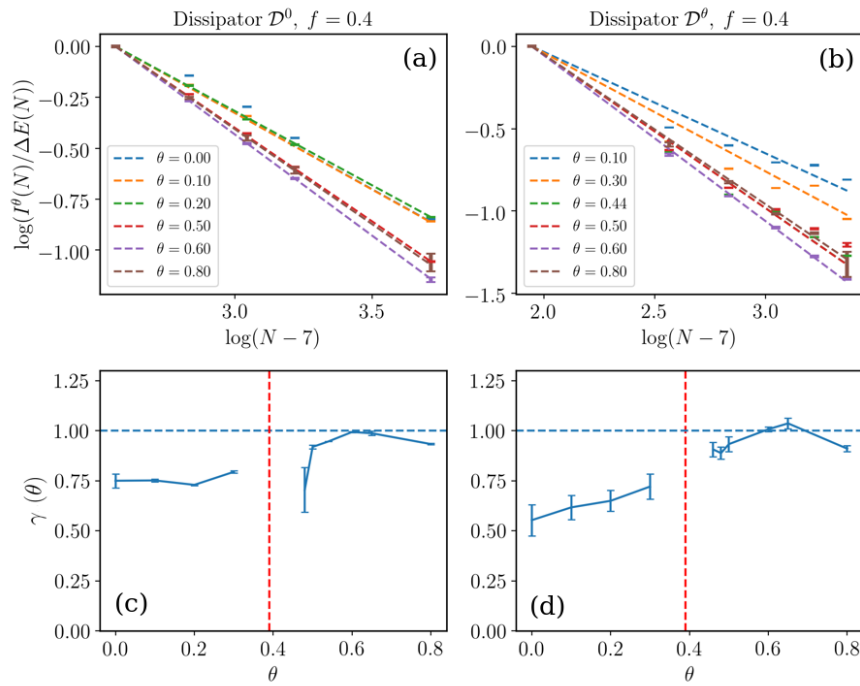 Dissipator 𝒟⁰, f = 0.4
(a)
log(I^θ(N)/ΔE(N))
0.00
−0.25
−0.50
−0.75
−1.00
θ = 0.00
θ = 0.10
θ = 0.20
θ = 0.50
θ = 0.60
θ = 0.80
3.0 3.5
log(N − 7)
Dissipator 𝒟^θ, f = 0.4
(b)
0.0
−0.5
−1.0
−1.5
θ = 0.10
θ = 0.30
θ = 0.44
θ = 0.50
θ = 0.60
θ = 0.80
2.0 2.5 3.0
log(N − 7)
γ (θ)
1.25
1.00
0.75
0.50
0.25
0.00
(c)
0.0 0.2 0.4 0.6 0.8
θ
1.25
1.00
0.75
0.50
0.25
0.00
(d)
0.0 0.2 0.4 0.6 0.8
θ